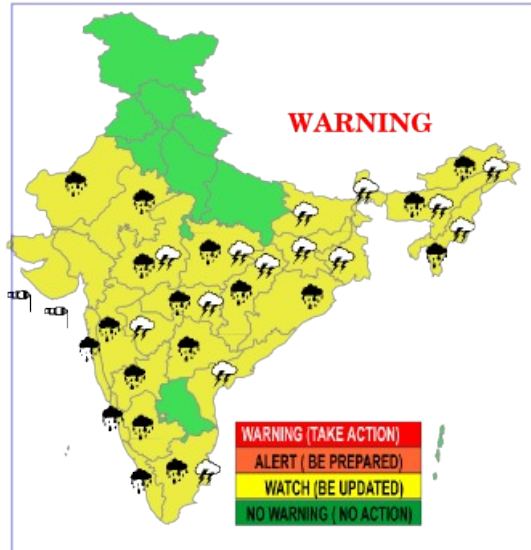 WARNING
WARNING (TAKE ACTION)
ALERT ( BE PREPARED)
WATCH (BE UPDATED)
NO WARNING ( NO ACTION)